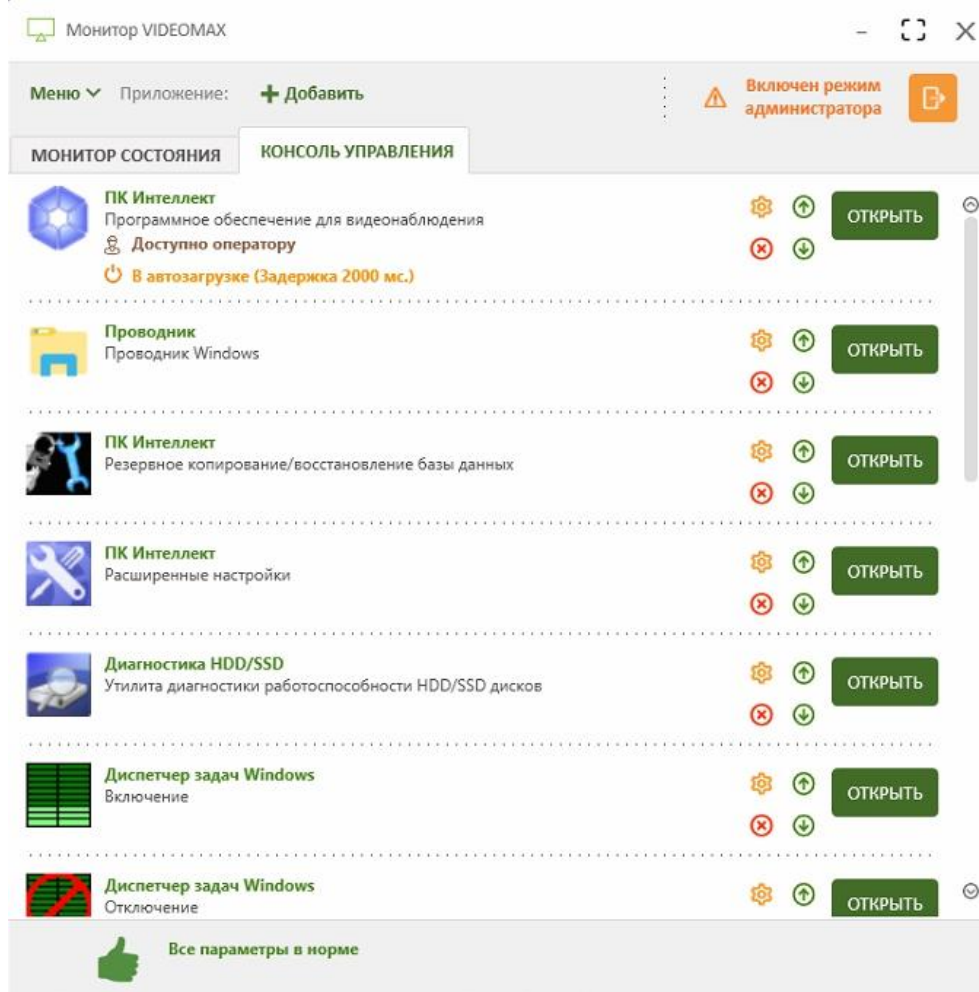 Монитор VIDEOMAX
Меню Приложение: Добавить
Включен режим
администратора
МОНИТОР СОСТОЯНИЯ КОНСОЛЬ УПРАВЛЕНИЯ
ПК Интеллект
Программное обеспечение для видеонаблюдения
Доступно оператору
В автозагрузке (Задержка 2000 мс.)
ОТКРЫТЬ
Проводник
Проводник Windows
ОТКРЫТЬ
ПК Интеллект
Резервное копирование/восстановление базы данных
ОТКРЫТЬ
ПК Интеллект
Расширенные настройки
ОТКРЫТЬ
Диагностика HDD/SSD
Утилита диагностики работоспособности HDD/SSD дисков
ОТКРЫТЬ
Диспетчер задач Windows
Включение
ОТКРЫТЬ
Диспетчер задач Windows
Отключение
ОТКРЫТЬ
Все параметры в норме